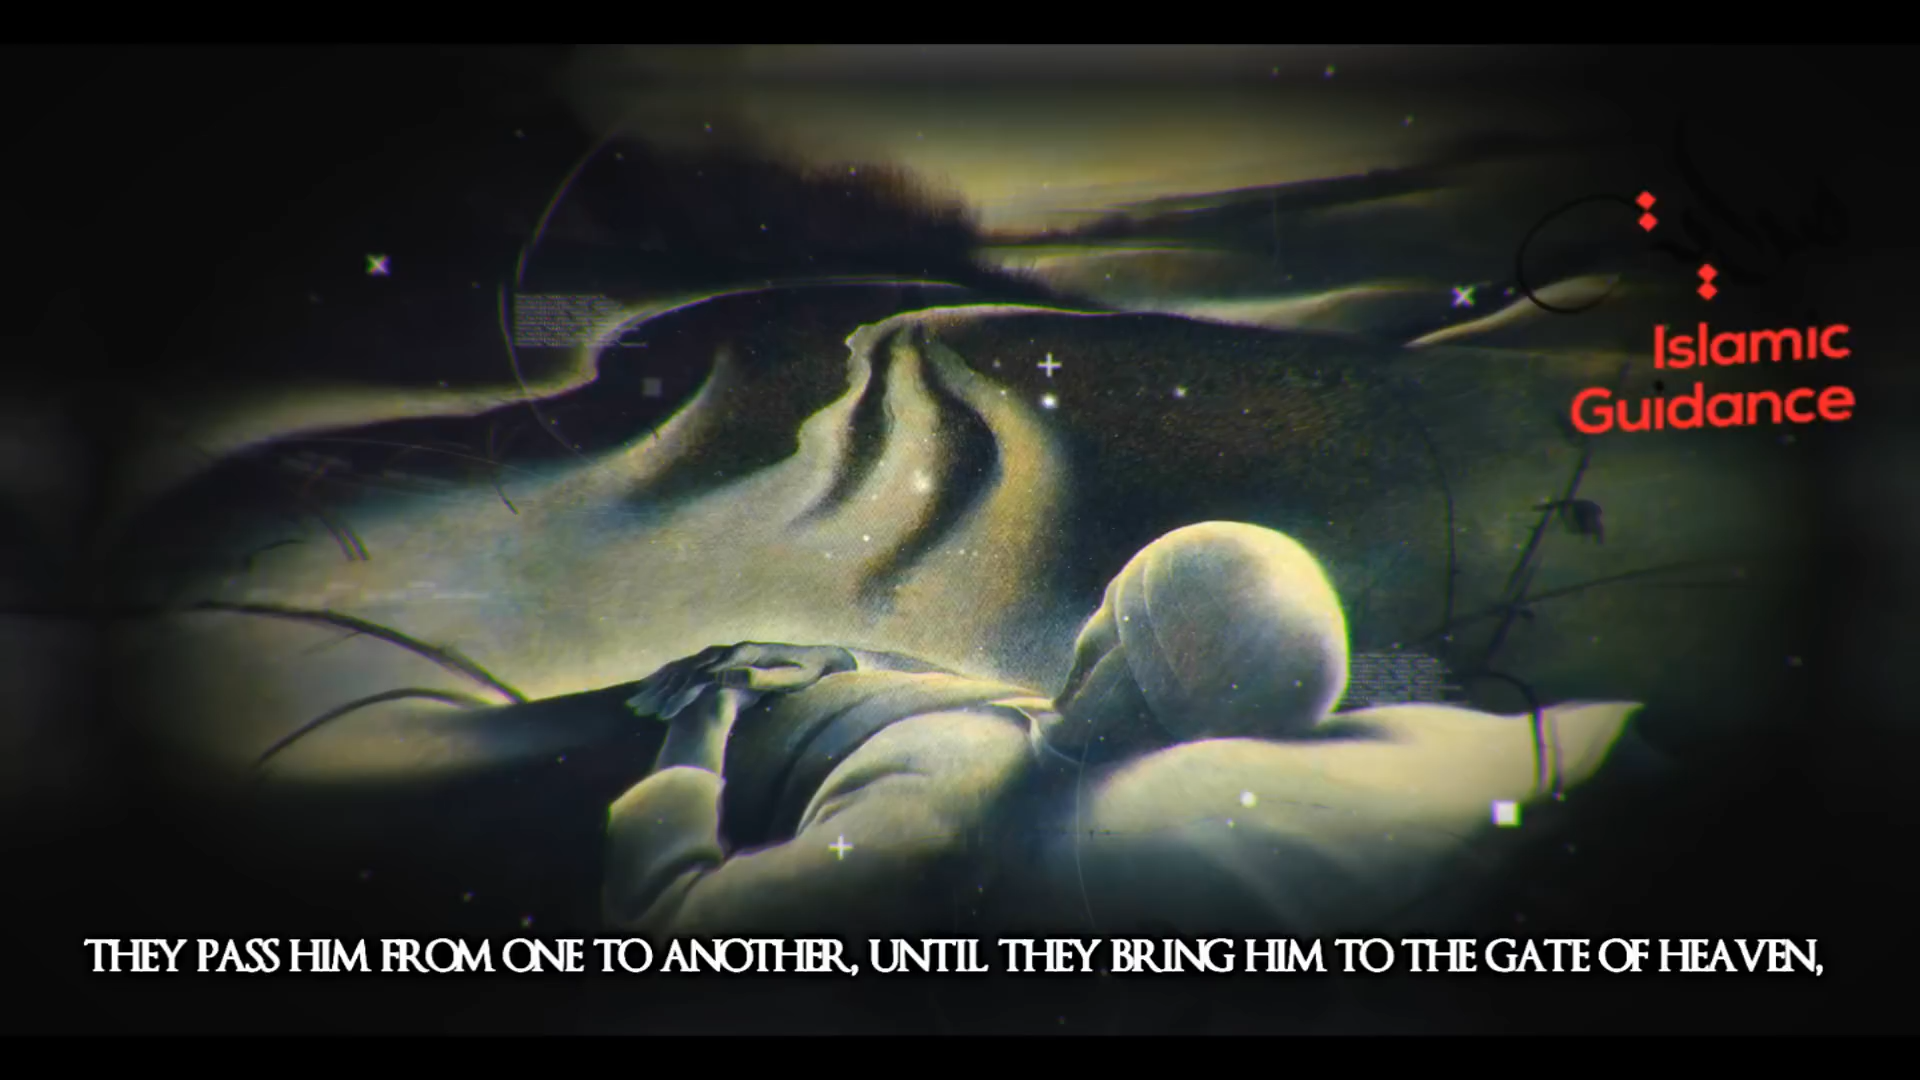 Islamic
Guidance
THEY PASS HIM FROM ONE TO ANOTHER, UNTIL THEY BRING HIM TO THE GATE OF HEAVEN,